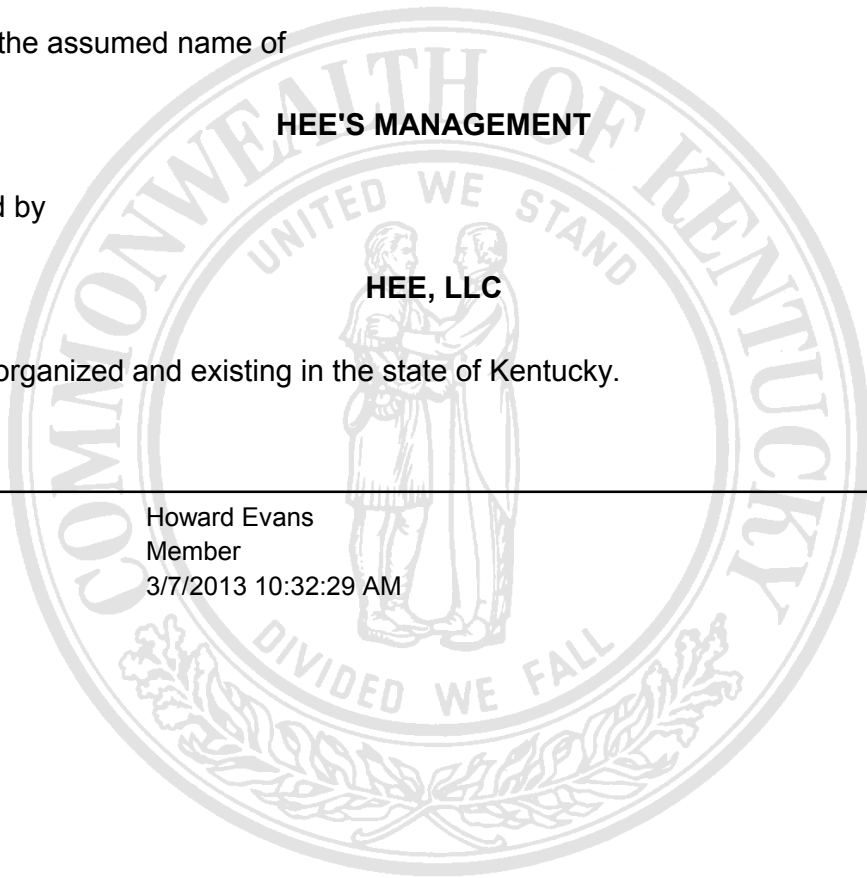 the assumed name of
HEE'S MANAGEMENT
d by
HEE, LLC
organized and existing in the state of Kentucky.
Howard Evans
Member
3/7/2013 10:32:29 AM
COMMONWEALTH OF KENTUCKY
UNITED WE STAND
DIVIDED WE FALL